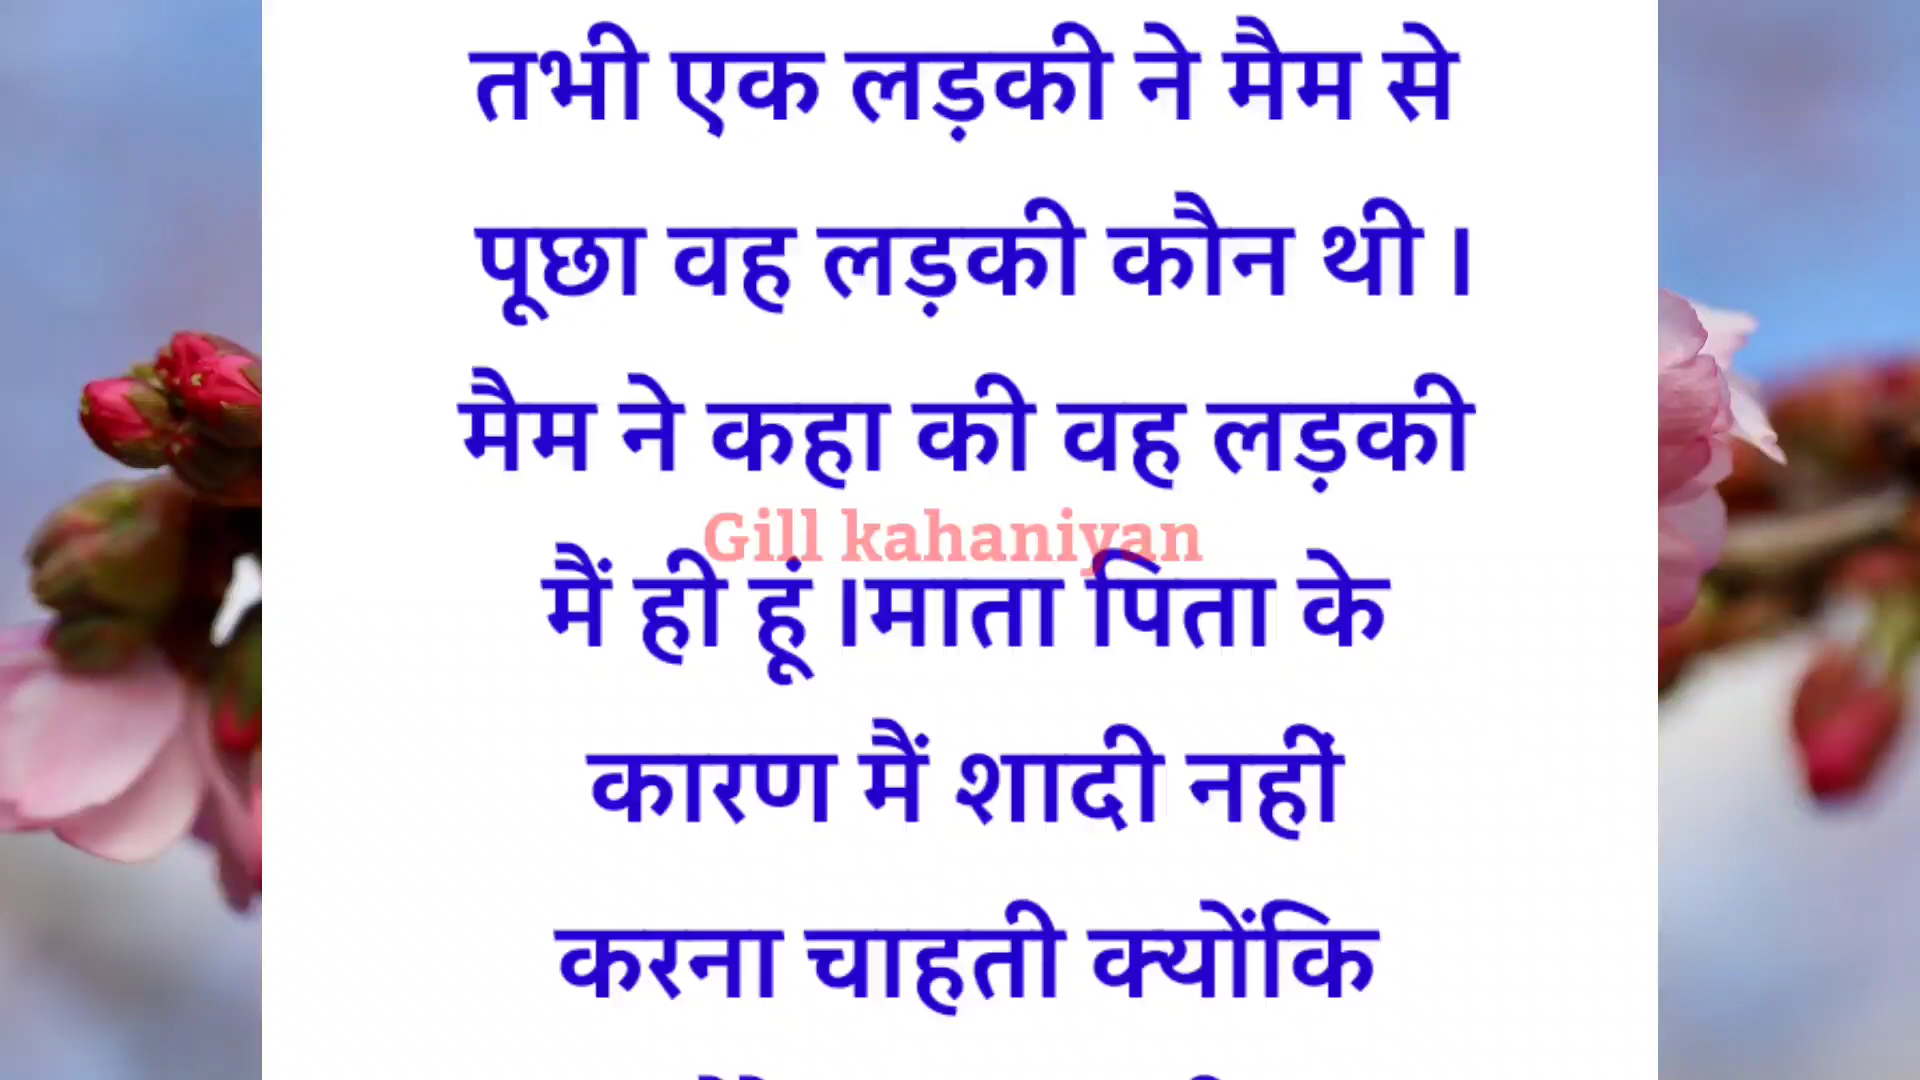 तभी एक लड़की ने मैम से
पूछा वह लड़की कौन थी ।
मैम ने कहा की वह लड़की
Gill kahaniyan
मैं ही हूं ।माता पिता के
कारण मैं शादी नहीं
करना चाहती क्योंकि